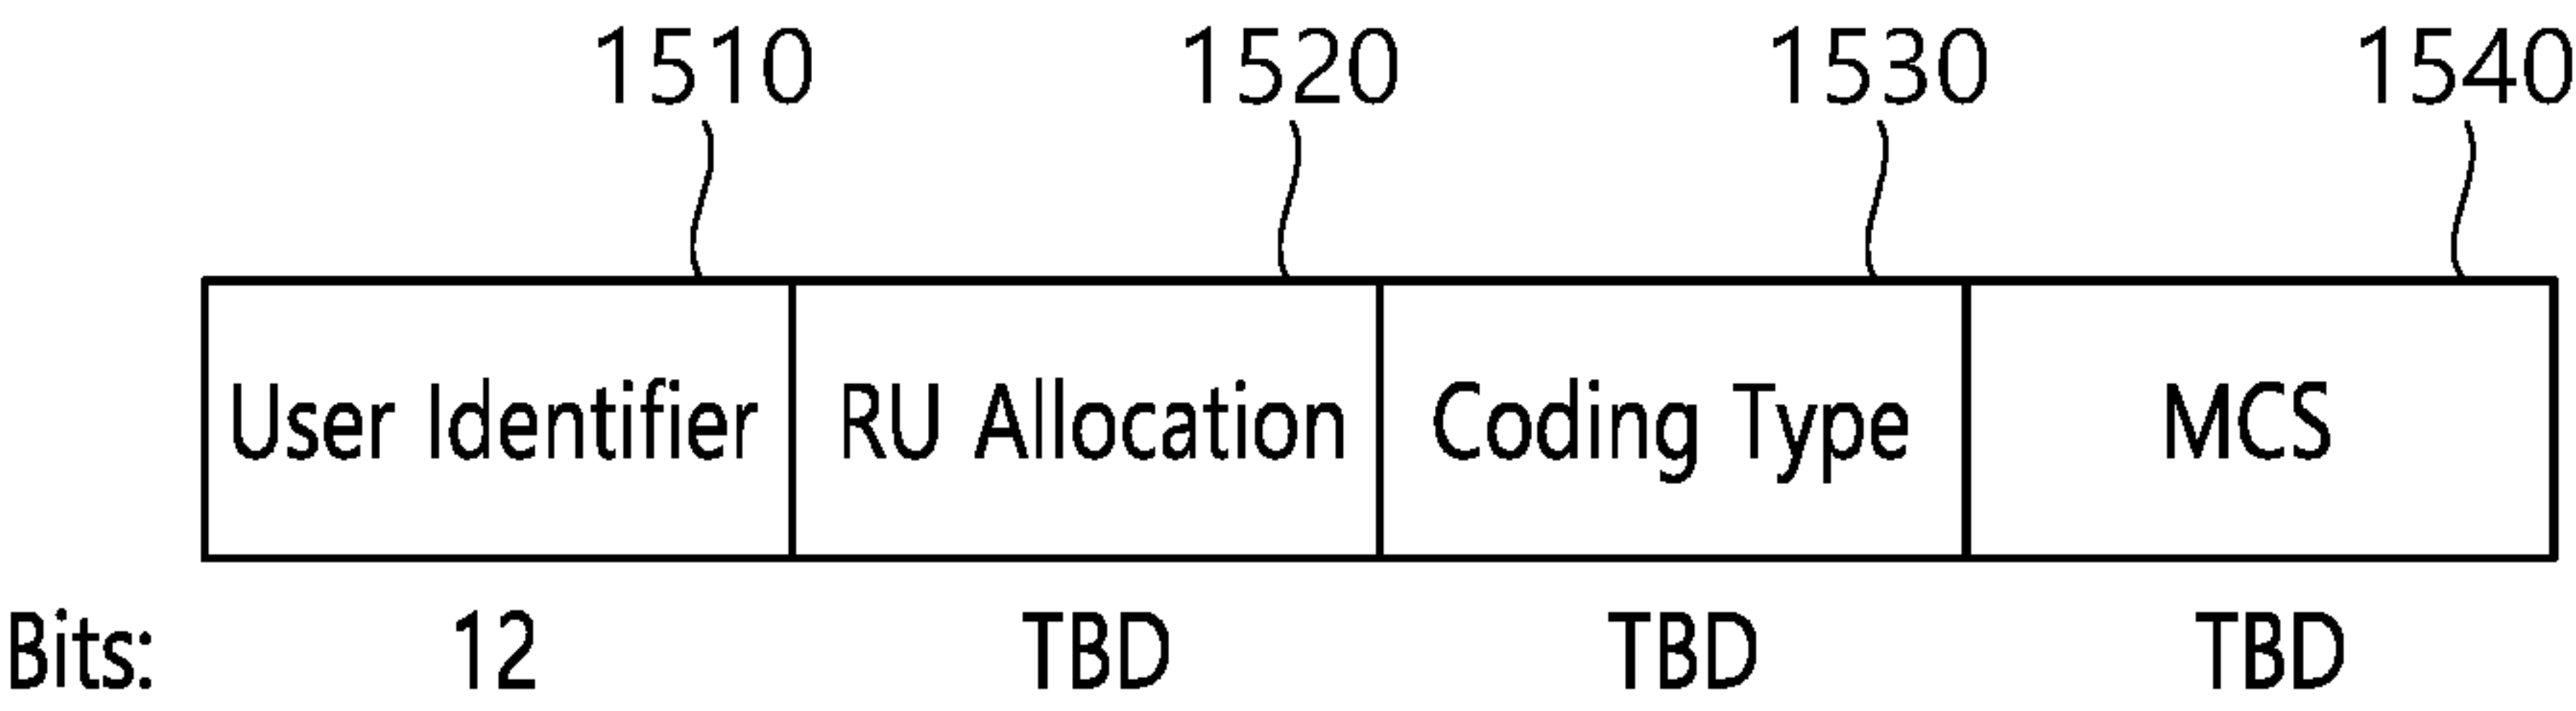 1510 1520 1530 1540
User Identifier RU Allocation Coding Type MCS
Bits: 12 TBD TBD TBD